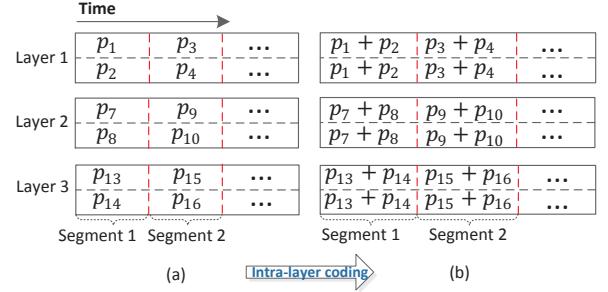 Time
Layer 1
p1 p3 ...
p2 p4 ...
p1 + p2 p3 + p4 ...
p1 + p2 p3 + p4 ...
Layer 2
p7 p9 ...
p8 p10 ...
p7 + p8 p9 + p10 ...
p7 + p8 p9 + p10 ...
Layer 3
p13 p15 ...
p14 p16 ...
p13 + p14 p15 + p16 ...
p13 + p14 p15 + p16 ...
Segment 1 Segment 2
Segment 1 Segment 2
(a) Intra-layer coding (b)